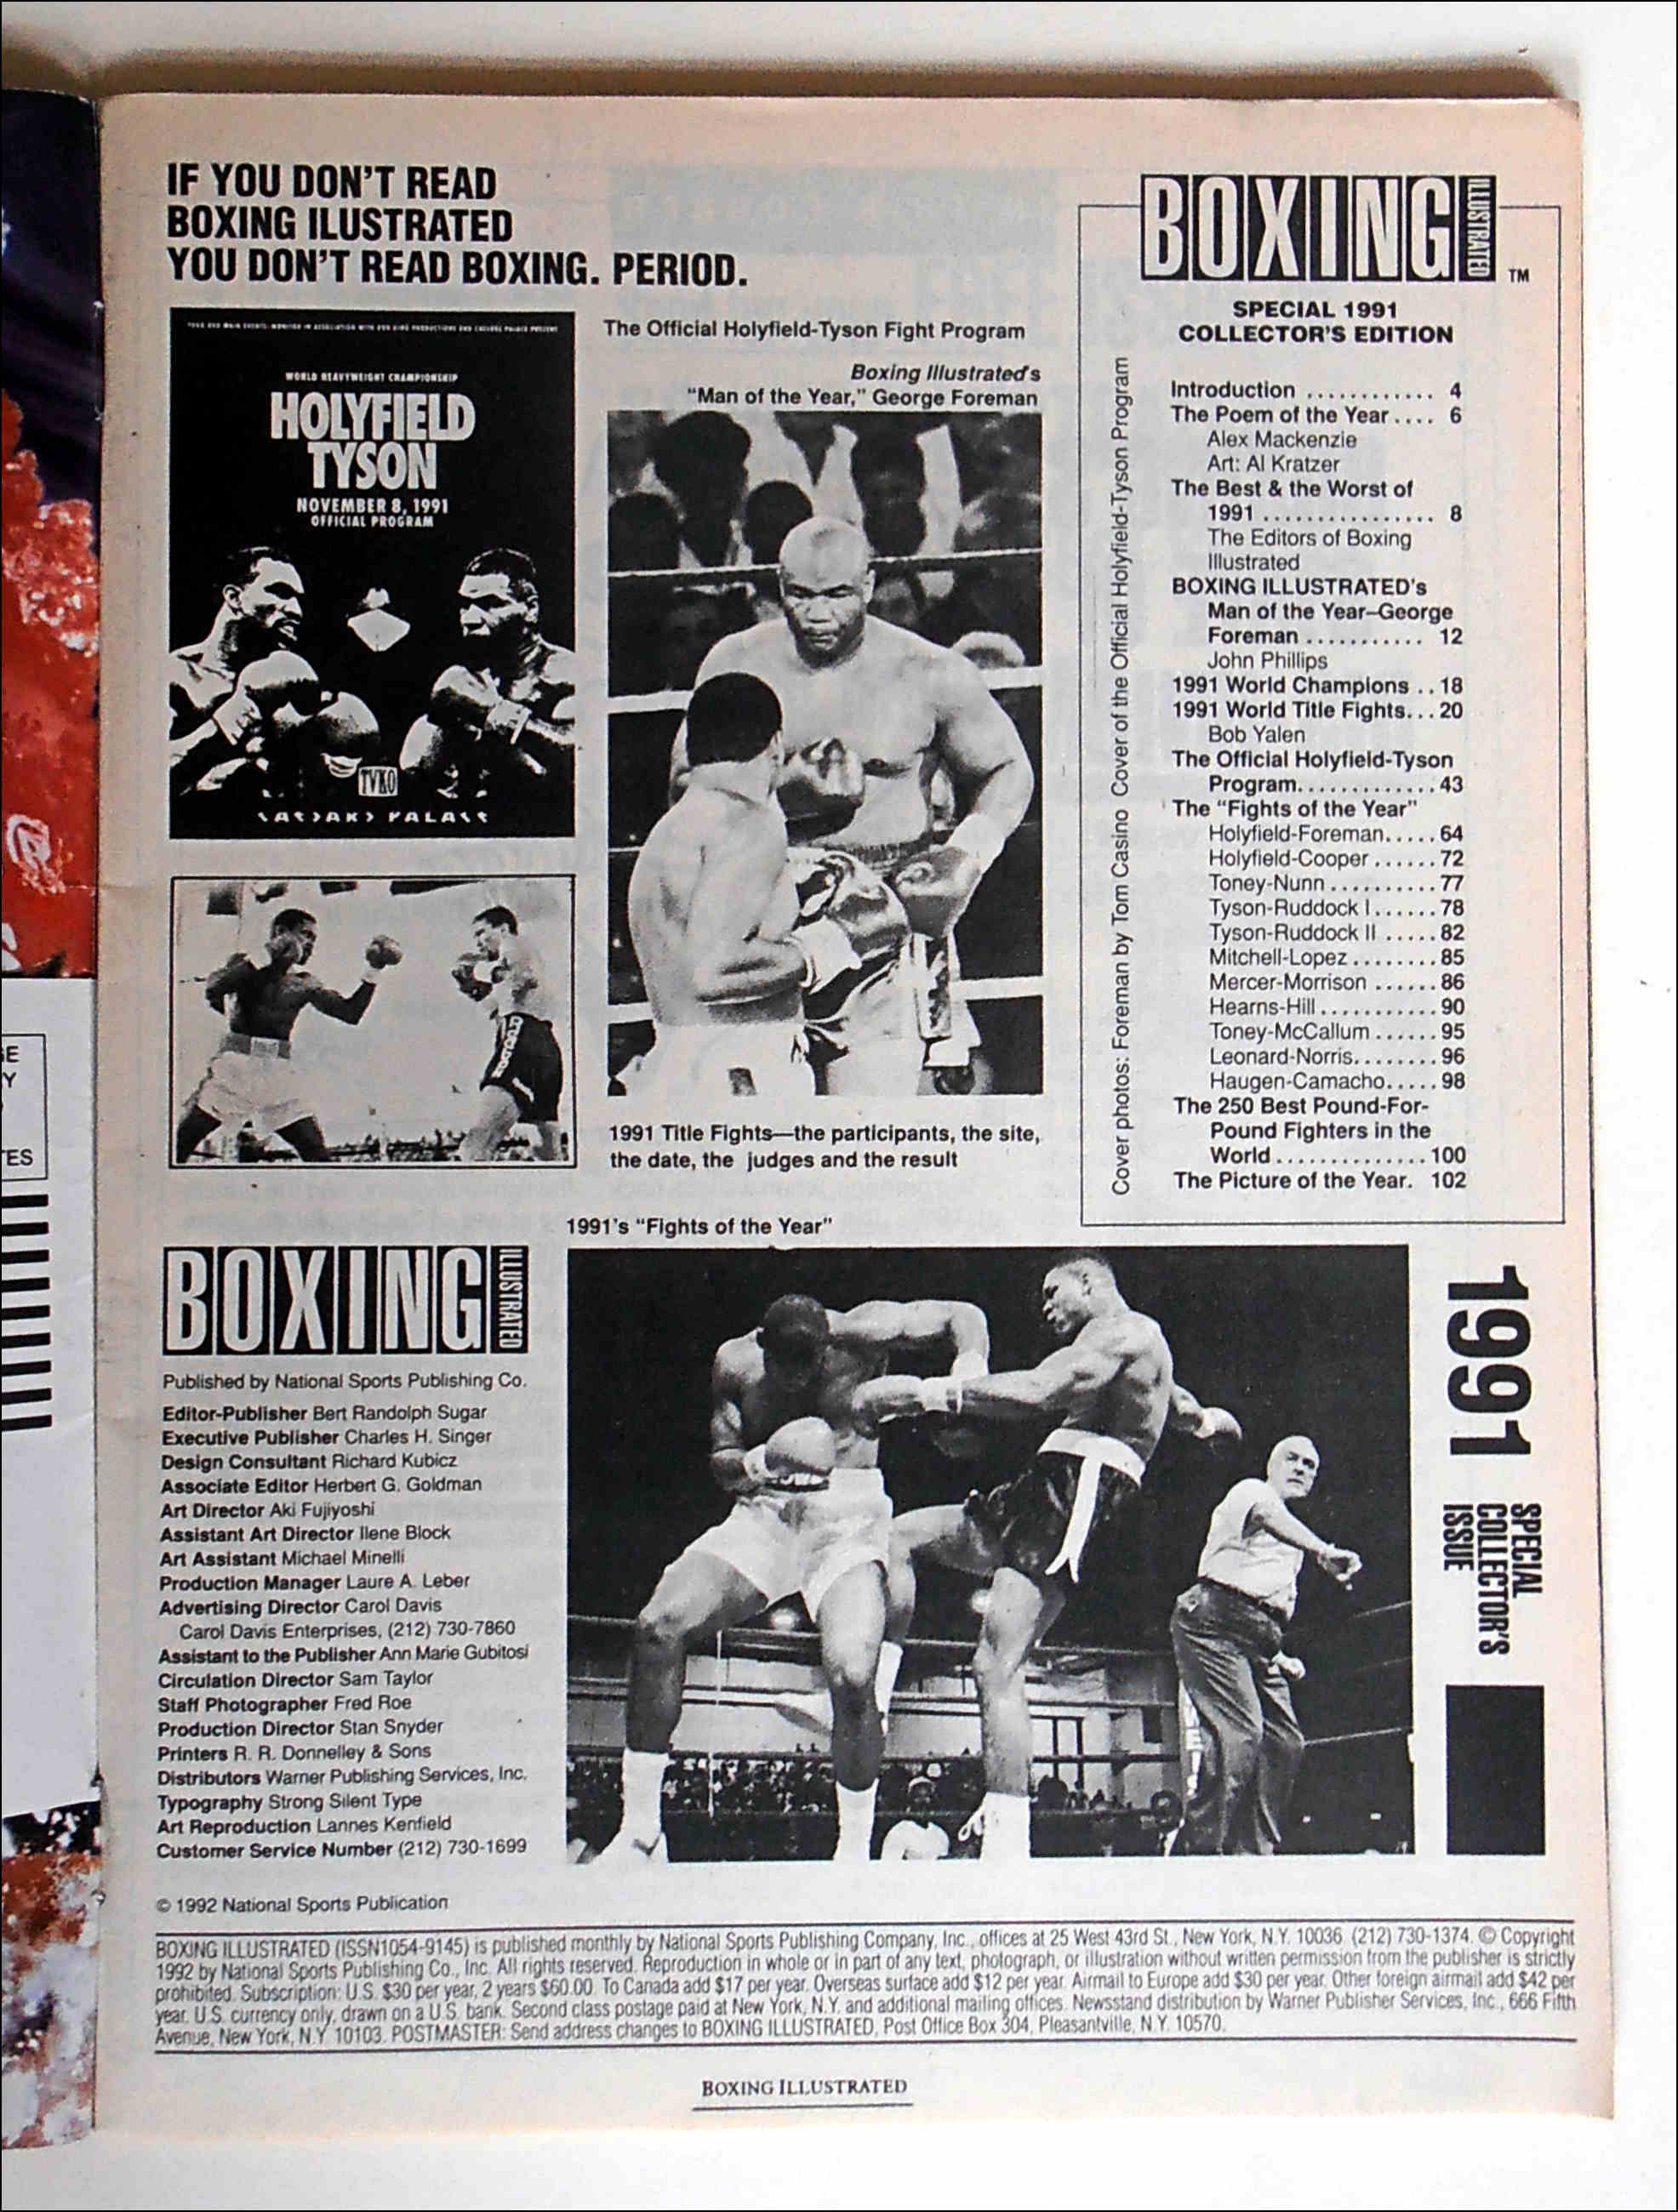 IF YOU DON'T READ
BOXING ILUSTRATED
YOU DON'T READ BOXING. PERIOD.
WORLD HEAVYWEIGHT CHAMPIONSHIP
HOLYFIELD
TYSON
NOVEMBER 8, 1991
OFFICIAL PROGRAM
TVKO
The Official Holyfield-Tyson Fight Program
Boxing Illustrated's
"Man of the Year," George Foreman
1991 Title Fights—the participants, the site,
the date, the judges and the result
1991's "Fights of the Year"
Cover photos: Foreman by Tom Casino Cover of the Official Holyfield-Tyson Program
BOXING ILLUSTRATED TM
SPECIAL 1991
COLLECTOR'S EDITION
Introduction ............ 4
The Poem of the Year .... 6
Alex Mackenzie
Art: Al Kratzer
The Best & the Worst of
1991 ................ 8
The Editors of Boxing
Illustrated
BOXING ILLUSTRATED's
Man of the Year–George
Foreman ........... 12
John Phillips
1991 World Champions .. 18
1991 World Title Fights... 20
Bob Yalen
The Official Holyfield-Tyson
Program............. 43
The "Fights of the Year"
Holyfield-Foreman..... 64
Holyfield-Cooper ...... 72
Toney-Nunn .......... 77
Tyson-Ruddock I...... 78
Tyson-Ruddock II ..... 82
Mitchell-Lopez........ 85
Mercer-Morrison ...... 86
Hearns-Hill........... 90
Toney-McCallum ...... 95
Leonard-Norris........ 96
Haugen-Camacho..... 98
The 250 Best Pound-For-
Pound Fighters in the
World .............. 100
The Picture of the Year. 102
BOXING ILLUSTRATED
Published by National Sports Publishing Co.
Editor-Publisher Bert Randolph Sugar
Executive Publisher Charles H. Singer
Design Consultant Richard Kubicz
Associate Editor Herbert G. Goldman
Art Director Aki Fujiyoshi
Assistant Art Director Ilene Block
Art Assistant Michael Minelli
Production Manager Laure A. Leber
Advertising Director Carol Davis
Carol Davis Enterprises, (212) 730-7860
Assistant to the Publisher Ann Marie Gubitosi
Circulation Director Sam Taylor
Staff Photographer Fred Roe
Production Director Stan Snyder
Printers R. R. Donnelley & Sons
Distributors Warner Publishing Services, Inc.
Typography Strong Silent Type
Art Reproduction Lannes Kenfield
Customer Service Number (212) 730-1699
© 1992 National Sports Publication
1991
SPECIAL
COLLECTOR'S
ISSUE
BOXING ILLUSTRATED (ISSN1054-9145) is published monthly by National Sports Publishing Company, Inc., offices at 25 West 43rd St., New York, N.Y. 10036. (212) 730-1374. © Copyright
1992 by National Sports Publishing Co., Inc. All rights reserved. Reproduction in whole or in part of any text, photograph, or illustration without written permission from the publisher is strictly
prohibited. Subscription: U.S. $30 per year, 2 years $60.00. To Canada add $17 per year. Overseas surface add $12 per year. Airmail to Europe add $30 per year. Other foreign airmail add $42 per
year. U.S. currency only, drawn on a U.S. bank. Second class postage paid at New York, N.Y. and additional mailing offices. Newsstand distribution by Warner Publisher Services, Inc., 666 Fifth
Avenue, New York, N.Y. 10103. POSTMASTER: Send address changes to BOXING ILLUSTRATED, Post Office Box 304, Pleasantville, N.Y. 10570.
BOXING ILLUSTRATED